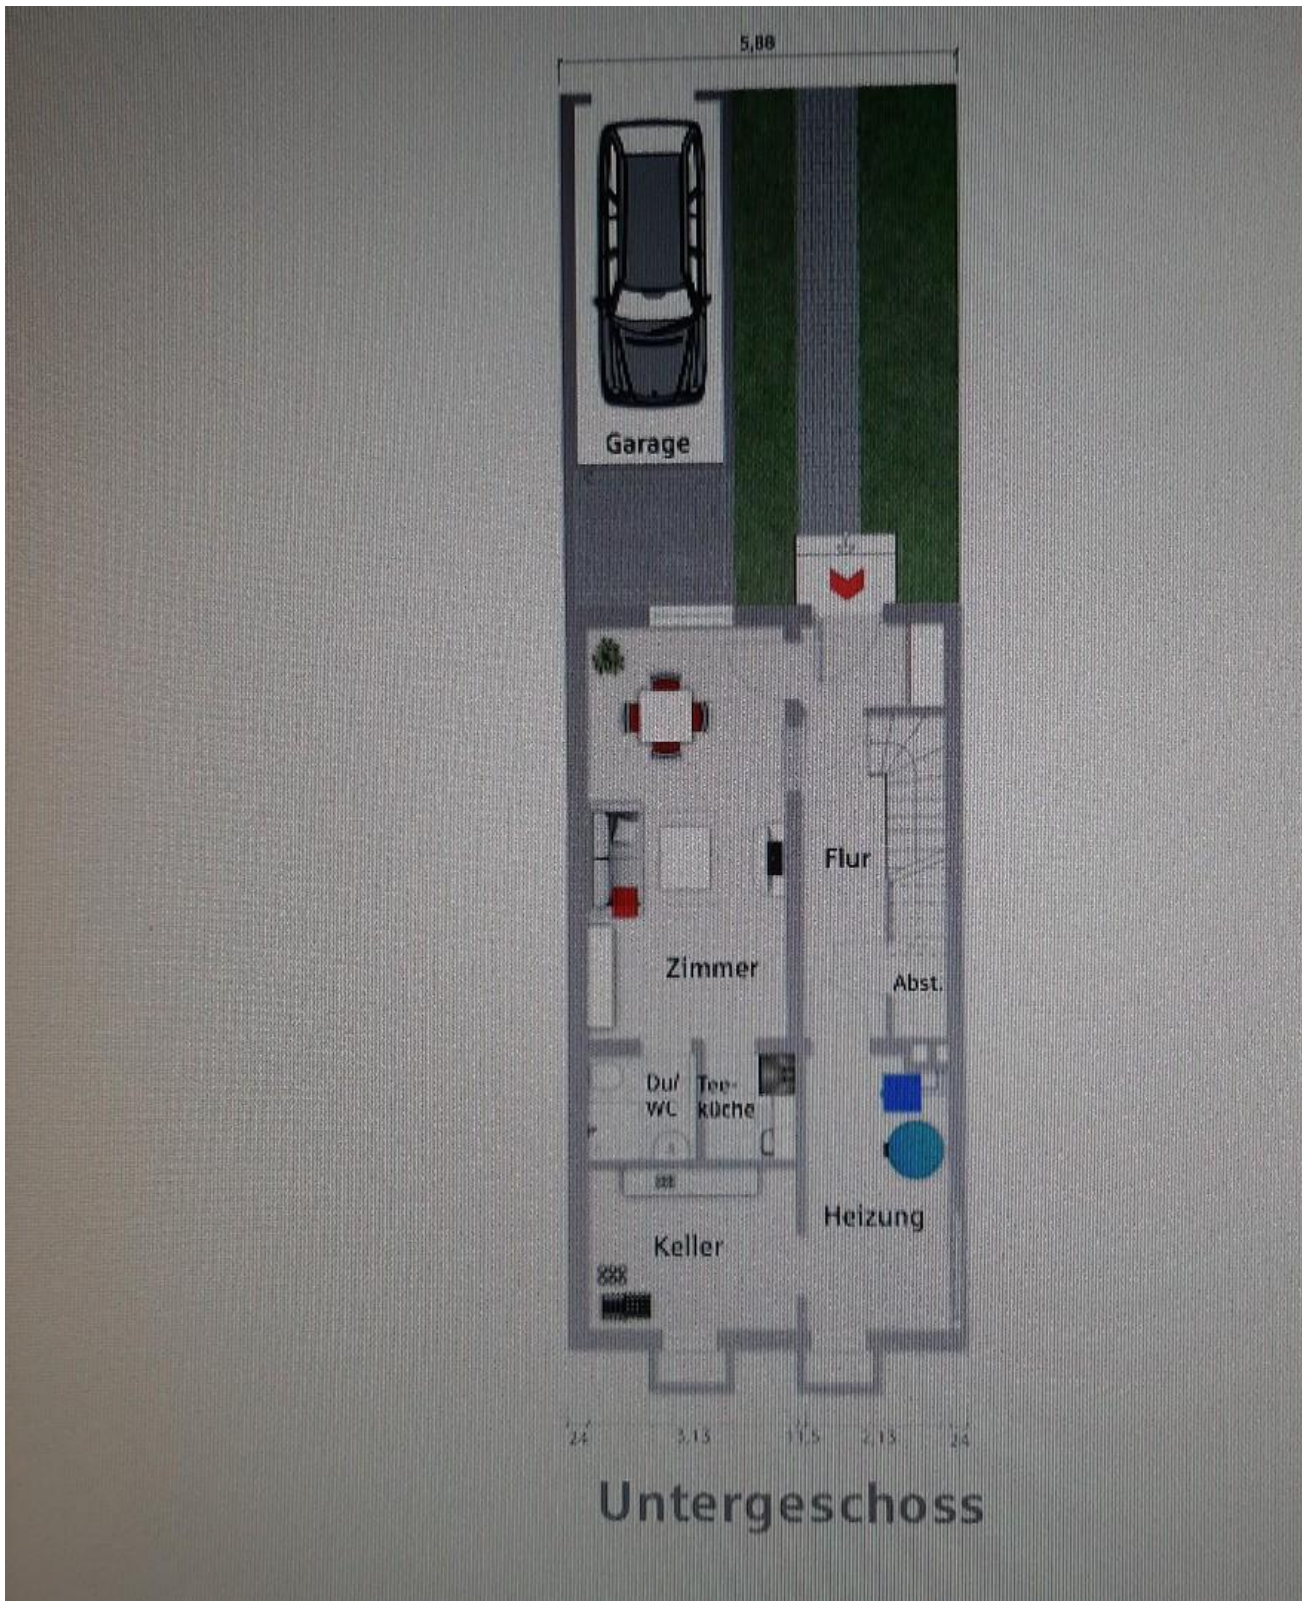 5,88
Garage
Flur
Zimmer
Abst.
Du/
WC
Tee-
küche
Heizung
Keller
24 3,13 11,5 2,13 24
Untergeschoss